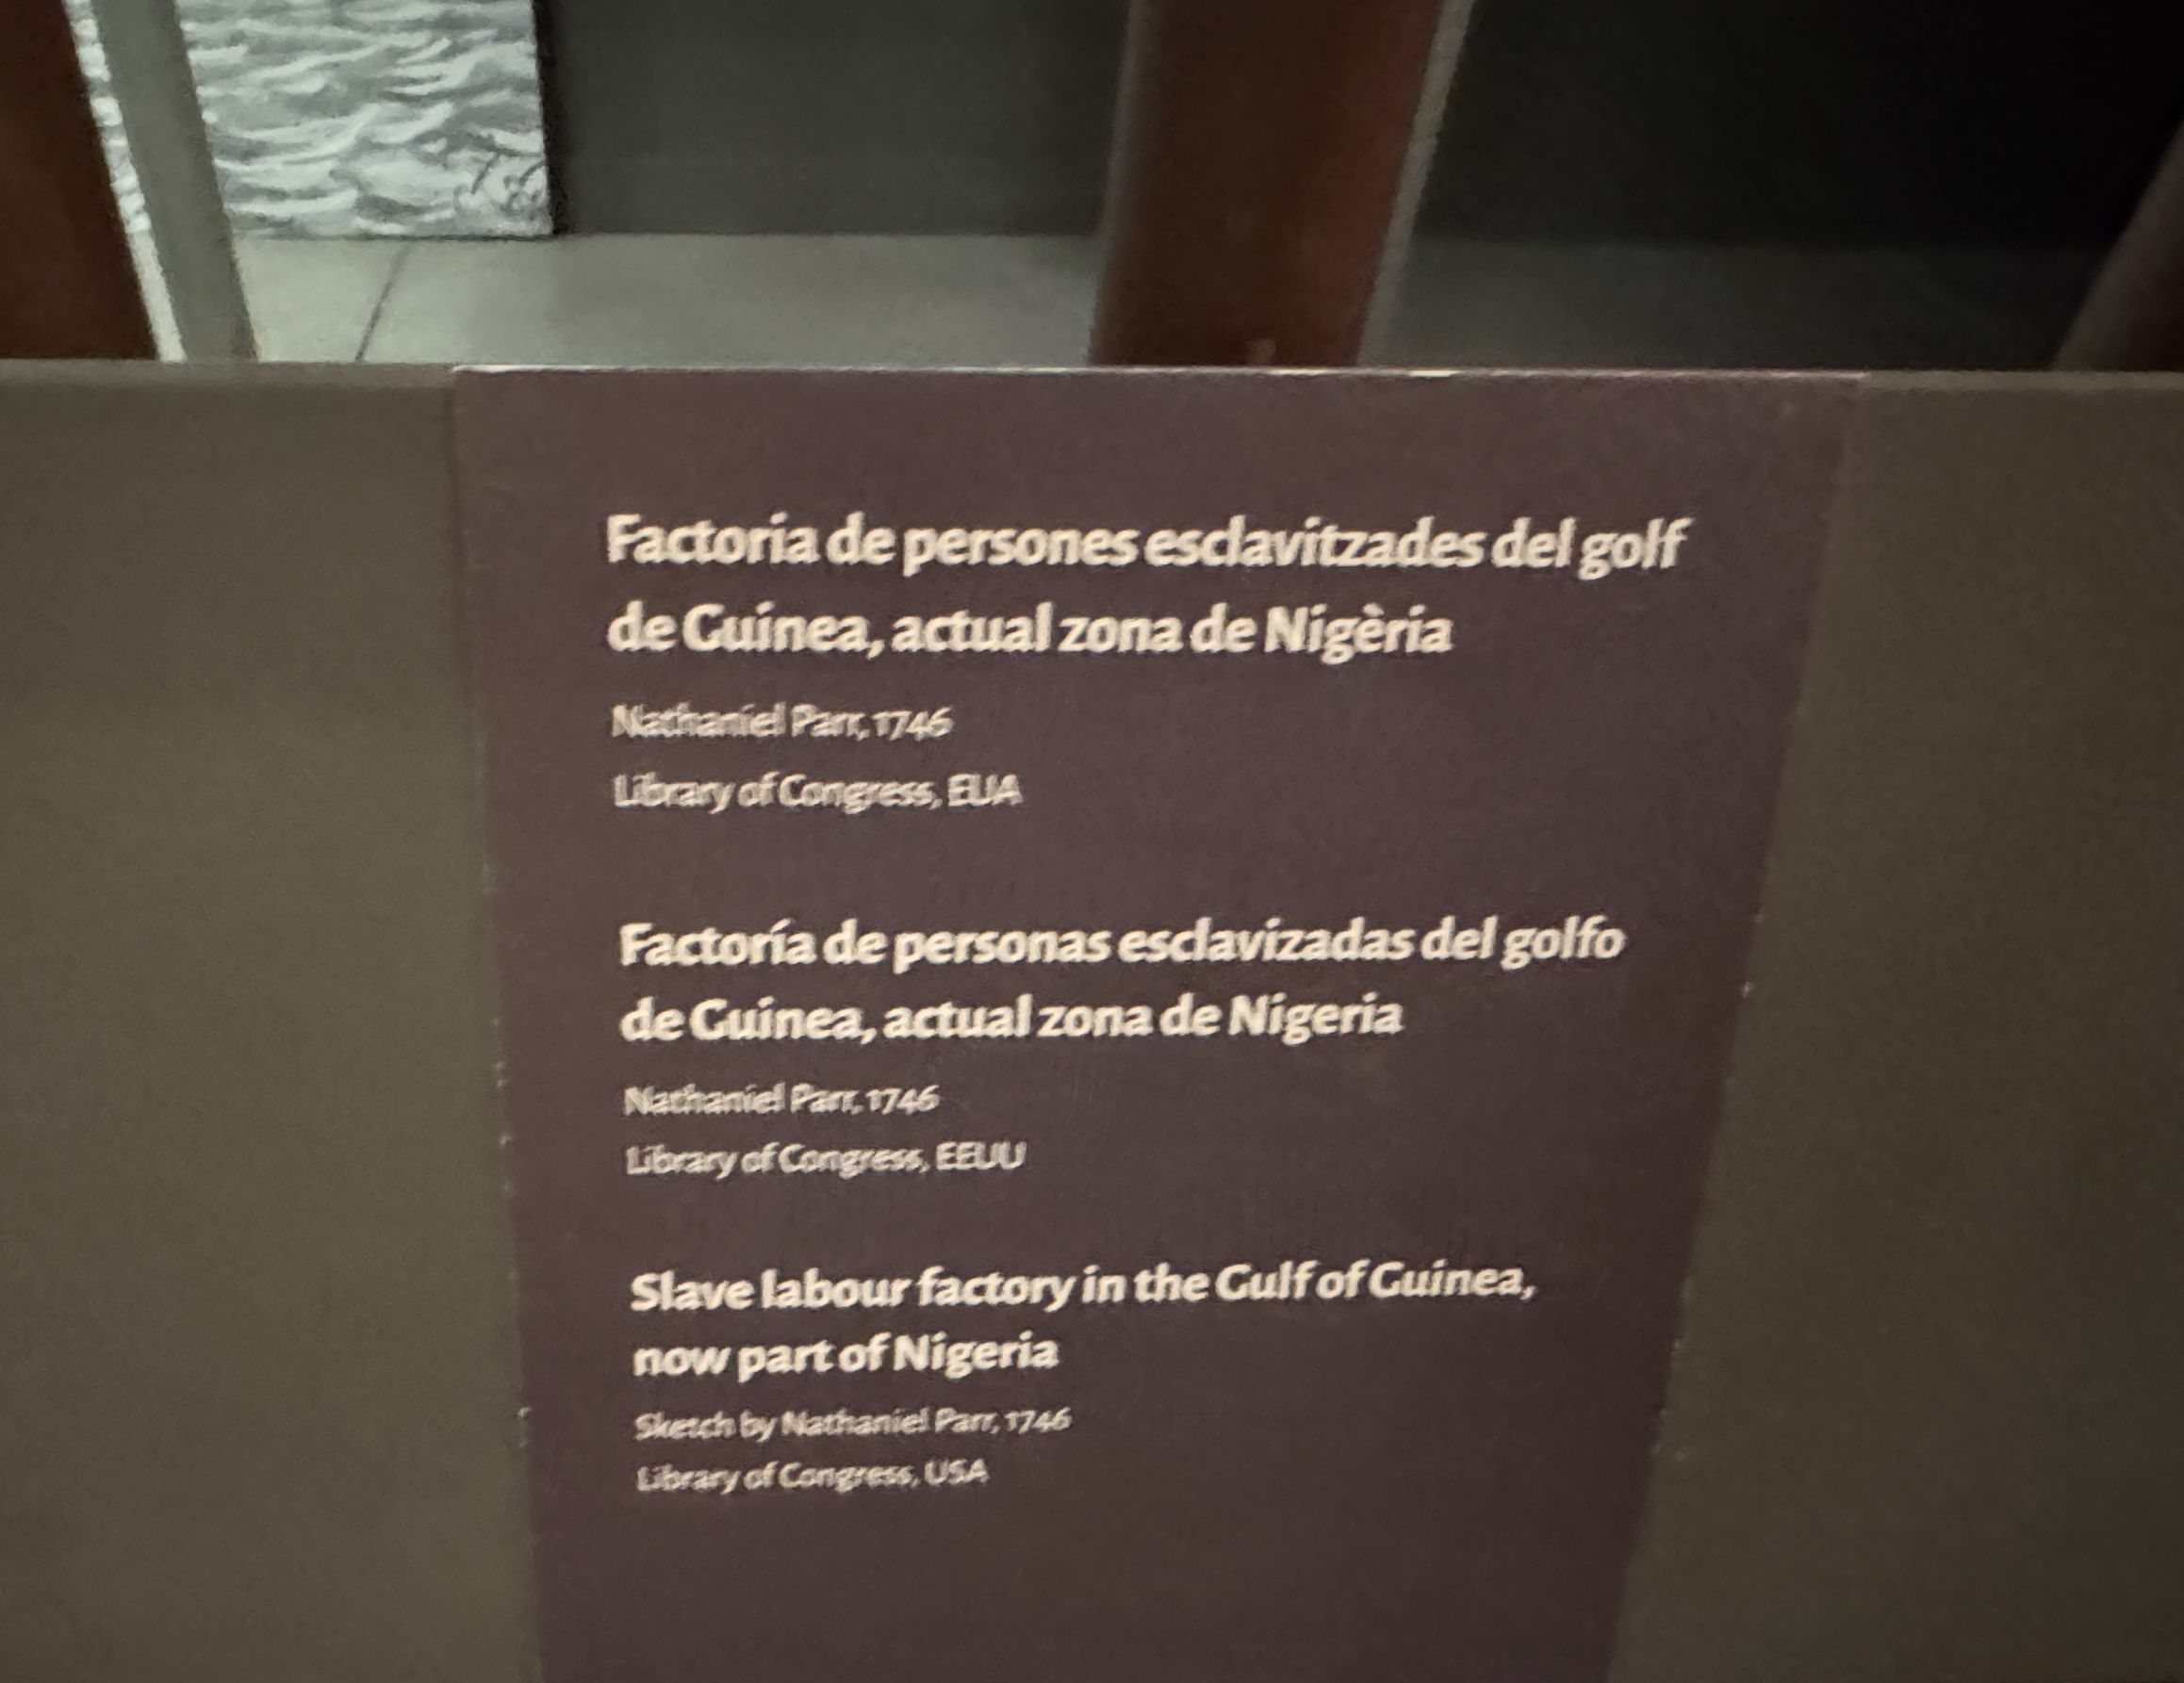 Factoria de persones esclavitzades del golf
de Guinea, actual zona de Nigèria
Nathaniel Parr, 1746
Library of Congress, EUA
Factoría de personas esclavizadas del golfo
de Guinea, actual zona de Nigeria
Nathaniel Parr, 1746
Library of Congress, EEUU
Slave labour factory in the Gulf of Guinea,
now part of Nigeria
Sketch by Nathaniel Parr, 1746
Library of Congress, USA